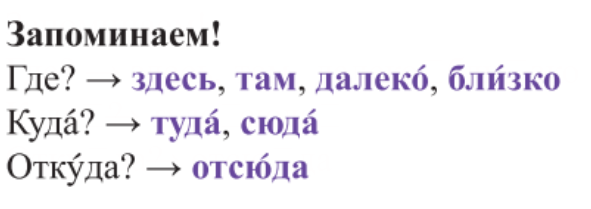 Запоминаем!
Где? → здесь, там, далеко́, бли́зко
Куда́? → туда́, сюда́
Отку́да? → отсю́да